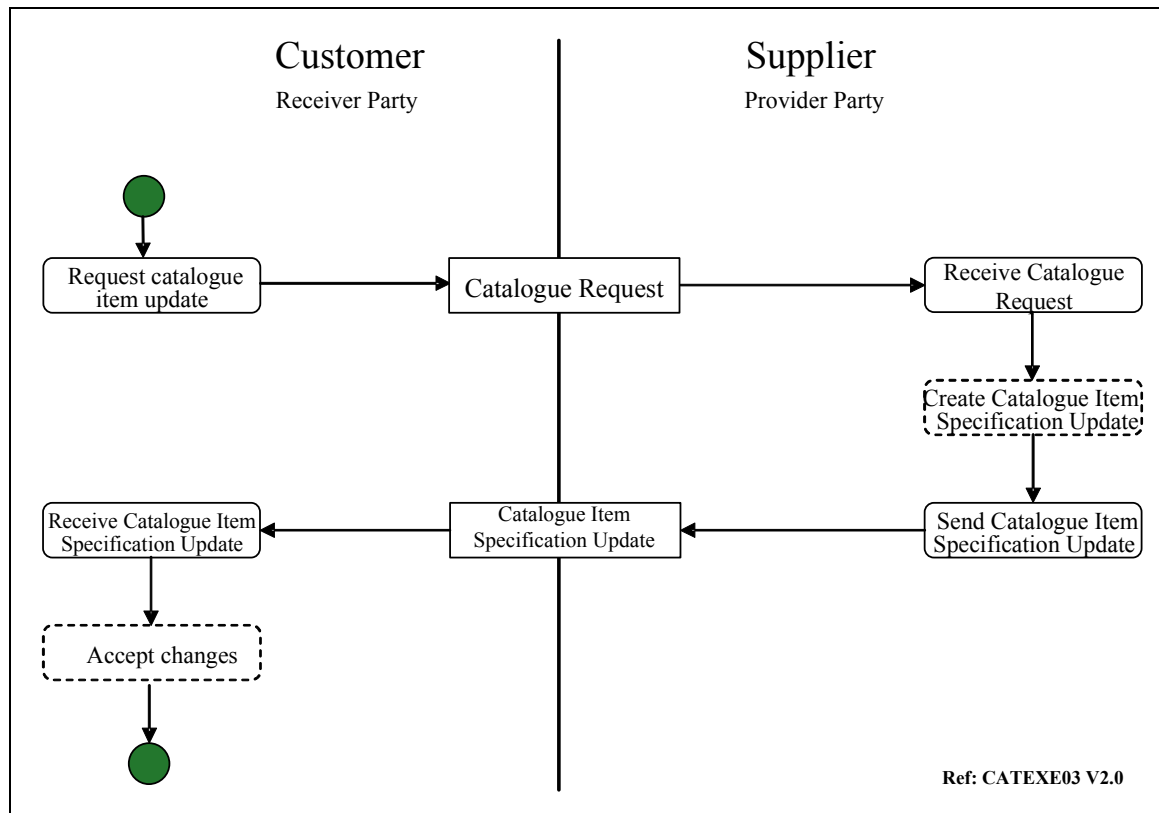 Customer
Supplier
Receiver Party
Provider Party
Request catalogue
item update
Catalogue Request
Receive Catalogue
Request
Create Catalogue Item
Specification Update
Receive Catalogue Item
Specification Update
Catalogue Item
Specification Update
Send Catalogue Item
Specification Update
Accept changes
Ref: CATEXE03 V2.0